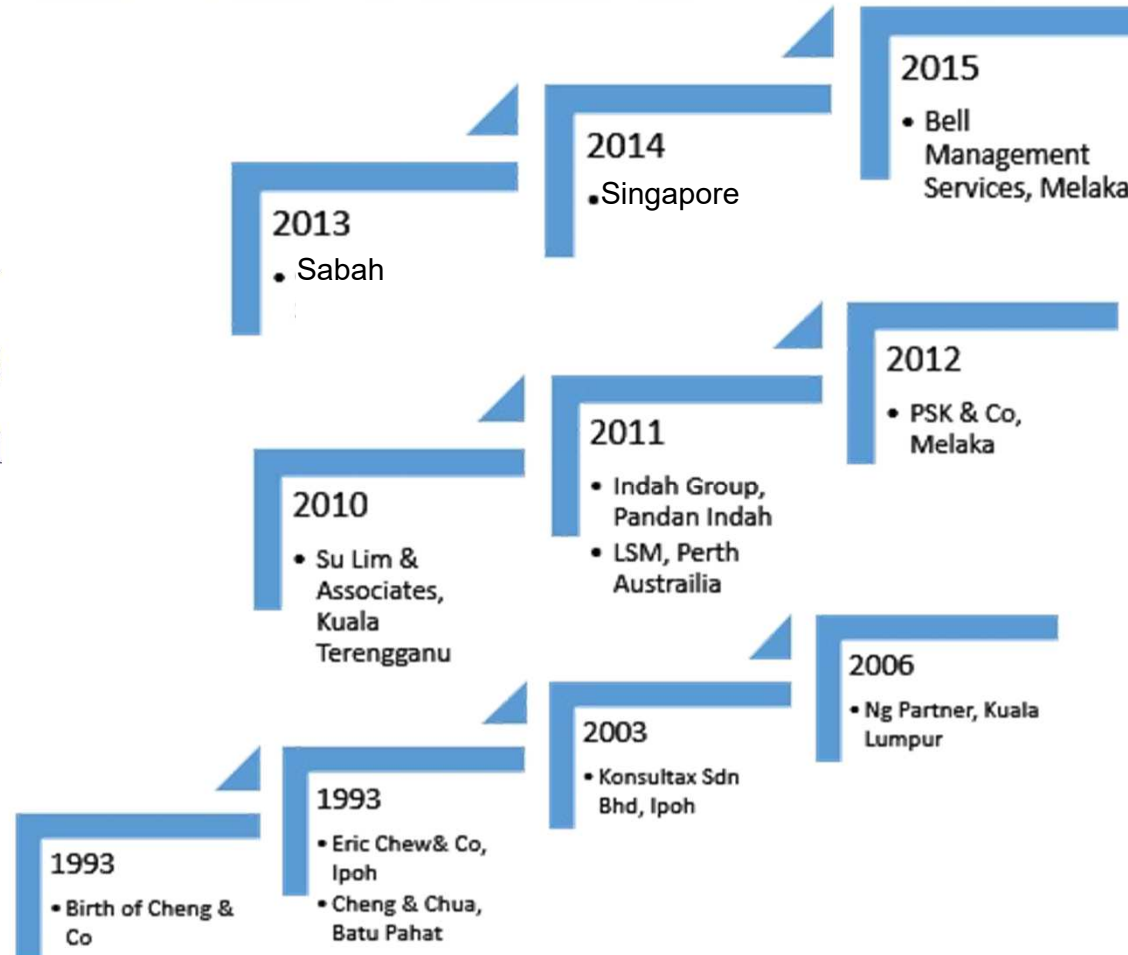 2015
• Bell
Management
Services, Melaka
2014
•Singapore
2013
• Sabah
2012
• PSK & Co,
Melaka
2011
• Indah Group,
Pandan Indah
• LSM, Perth
Austrailia
2010
• Su Lim &
Associates,
Kuala
Terengganu
2006
• Ng Partner, Kuala
Lumpur
2003
• Konsultax Sdn
Bhd, Ipoh
1993
• Eric Chew& Co,
Ipoh
• Cheng & Chua,
Batu Pahat
1993
• Birth of Cheng &
Co